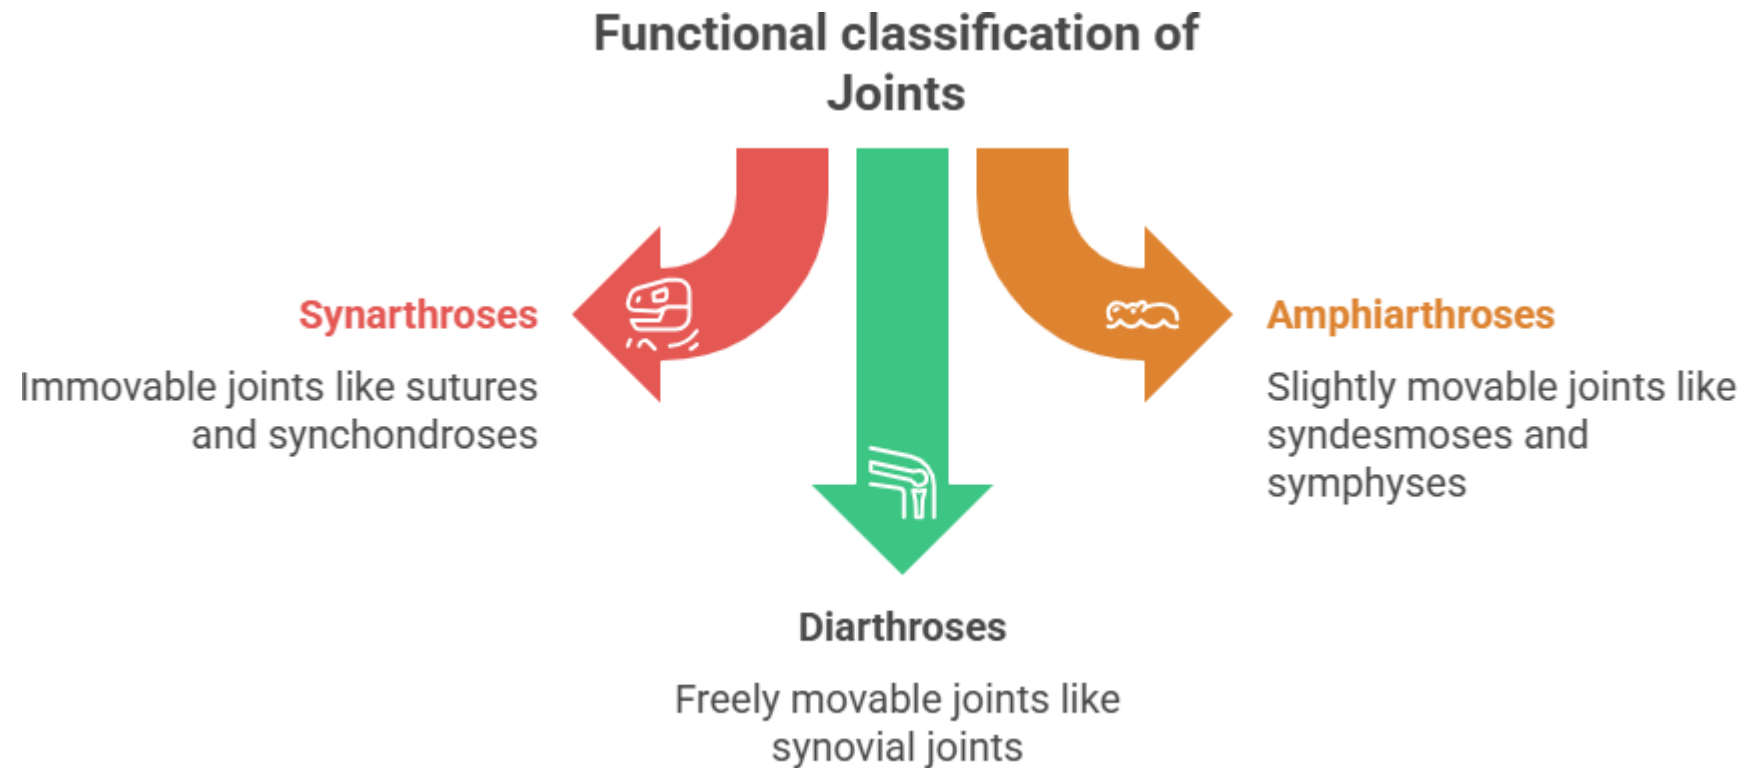 Functional classification of
Joints
Synarthroses
Immovable joints like sutures
and synchondroses
Amphiarthroses
Slightly movable joints like
syndesmoses and
symphyses
Diarthroses
Freely movable joints like
synovial joints